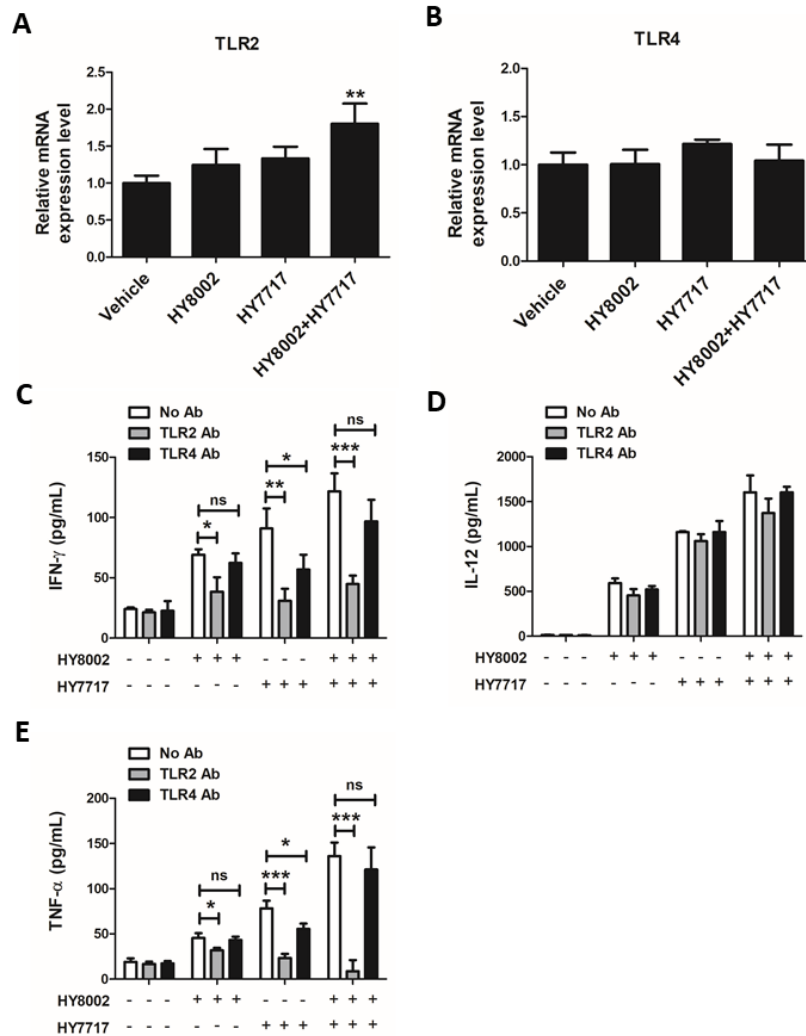 A
TLR2
Relative mRNA
expression level
2.5
2.0
1.5
1.0
0.5
0.0
**
Vehicle
HY8002
HY7717
HY8002+HY7717
B
TLR4
Relative mRNA
expression level
2.0
1.5
1.0
0.5
0.0
Vehicle
HY8002
HY7717
HY8002+HY7717
C
No Ab
TLR2 Ab
TLR4 Ab
IFN-γ (pg/mL)
150
100
50
0
ns
*
*
**
ns
***
HY8002 - - - + + + - - - + + +
HY7717 - - - - - - + + + + + +
D
No Ab
TLR2 Ab
TLR4 Ab
IL-12 (pg/mL)
2000
1500
1000
500
0
HY8002 - - - + + + - - - + + +
HY7717 - - - - - - + + + + + +
E
No Ab
TLR2 Ab
TLR4 Ab
TNF-α (pg/mL)
200
150
100
50
0
ns
*
*
***
ns
***
HY8002 - - - + + + - - - + + +
HY7717 - - - - - - + + + + + +